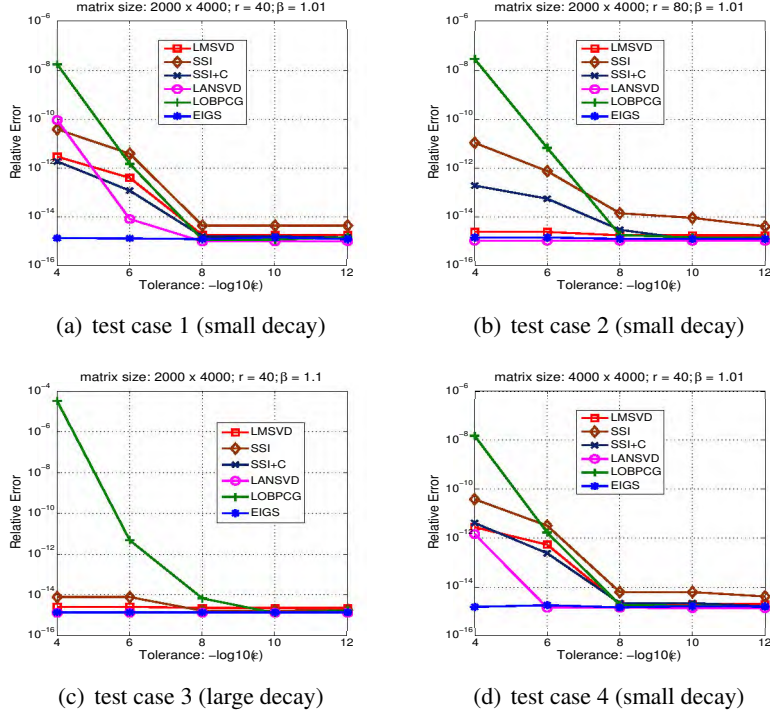 matrix size: 2000 x 4000; r = 40;β = 1.01
10^−6
10^−8
10^−10
10^−12
10^−14
10^−16
Relative Error
LMSVD
SSI
SSI+C
LANSVD
LOBPCG
EIGS
4 6 8 10 12
Tolerance: −log10(ε)
(a) test case 1 (small decay)
matrix size: 2000 x 4000; r = 80;β = 1.01
10^−6
10^−8
10^−10
10^−12
10^−14
10^−16
Relative Error
LMSVD
SSI
SSI+C
LANSVD
LOBPCG
EIGS
4 6 8 10 12
Tolerance: −log10(ε)
(b) test case 2 (small decay)
matrix size: 2000 x 4000; r = 40;β = 1.1
10^−4
10^−6
10^−8
10^−10
10^−12
10^−14
10^−16
Relative Error
LMSVD
SSI
SSI+C
LANSVD
LOBPCG
EIGS
4 6 8 10 12
Tolerance: −log10(ε)
(c) test case 3 (large decay)
matrix size: 4000 x 4000; r = 40;β = 1.01
10^−6
10^−8
10^−10
10^−12
10^−14
10^−16
Relative Error
LMSVD
SSI
SSI+C
LANSVD
LOBPCG
EIGS
4 6 8 10 12
Tolerance: −log10(ε)
(d) test case 4 (small decay)